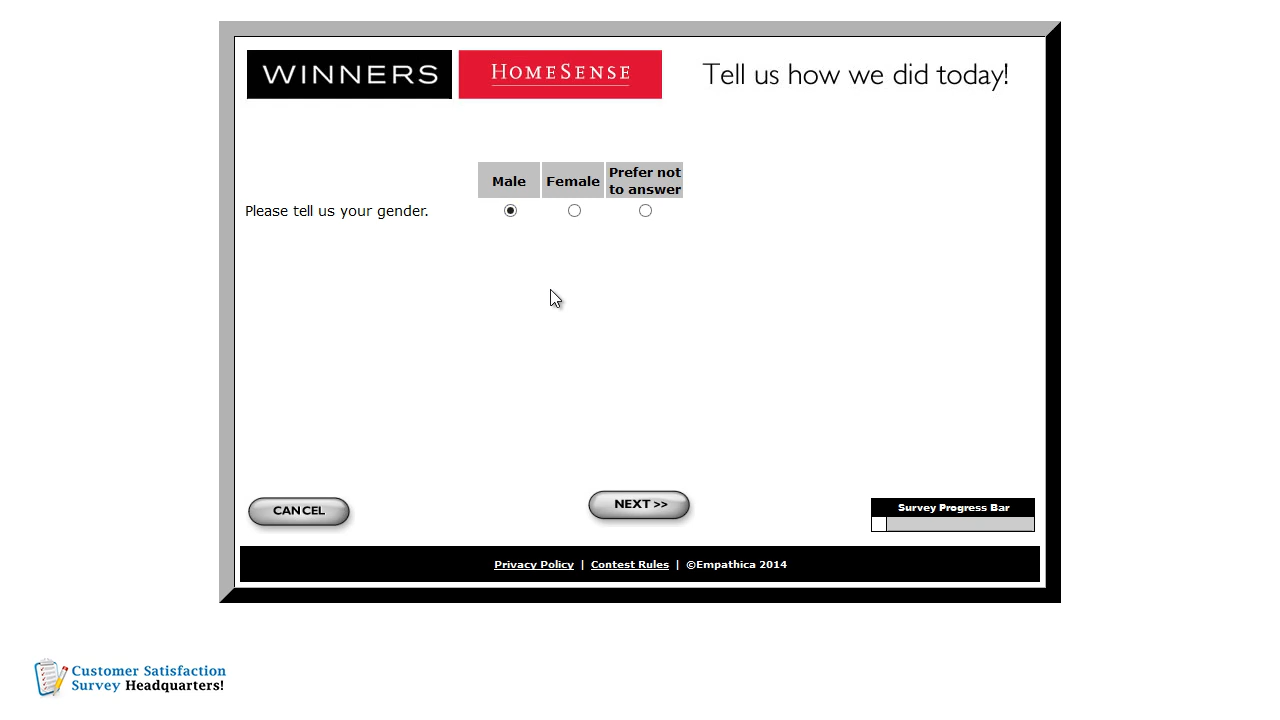 WINNERS HOMESENSE Tell us how we did today!
Male Female Prefer not
to answer
Please tell us your gender.
CANCEL NEXT >> Survey Progress Bar
Privacy Policy | Contest Rules | ©Empathica 2014
Customer Satisfaction
Survey Headquarters!